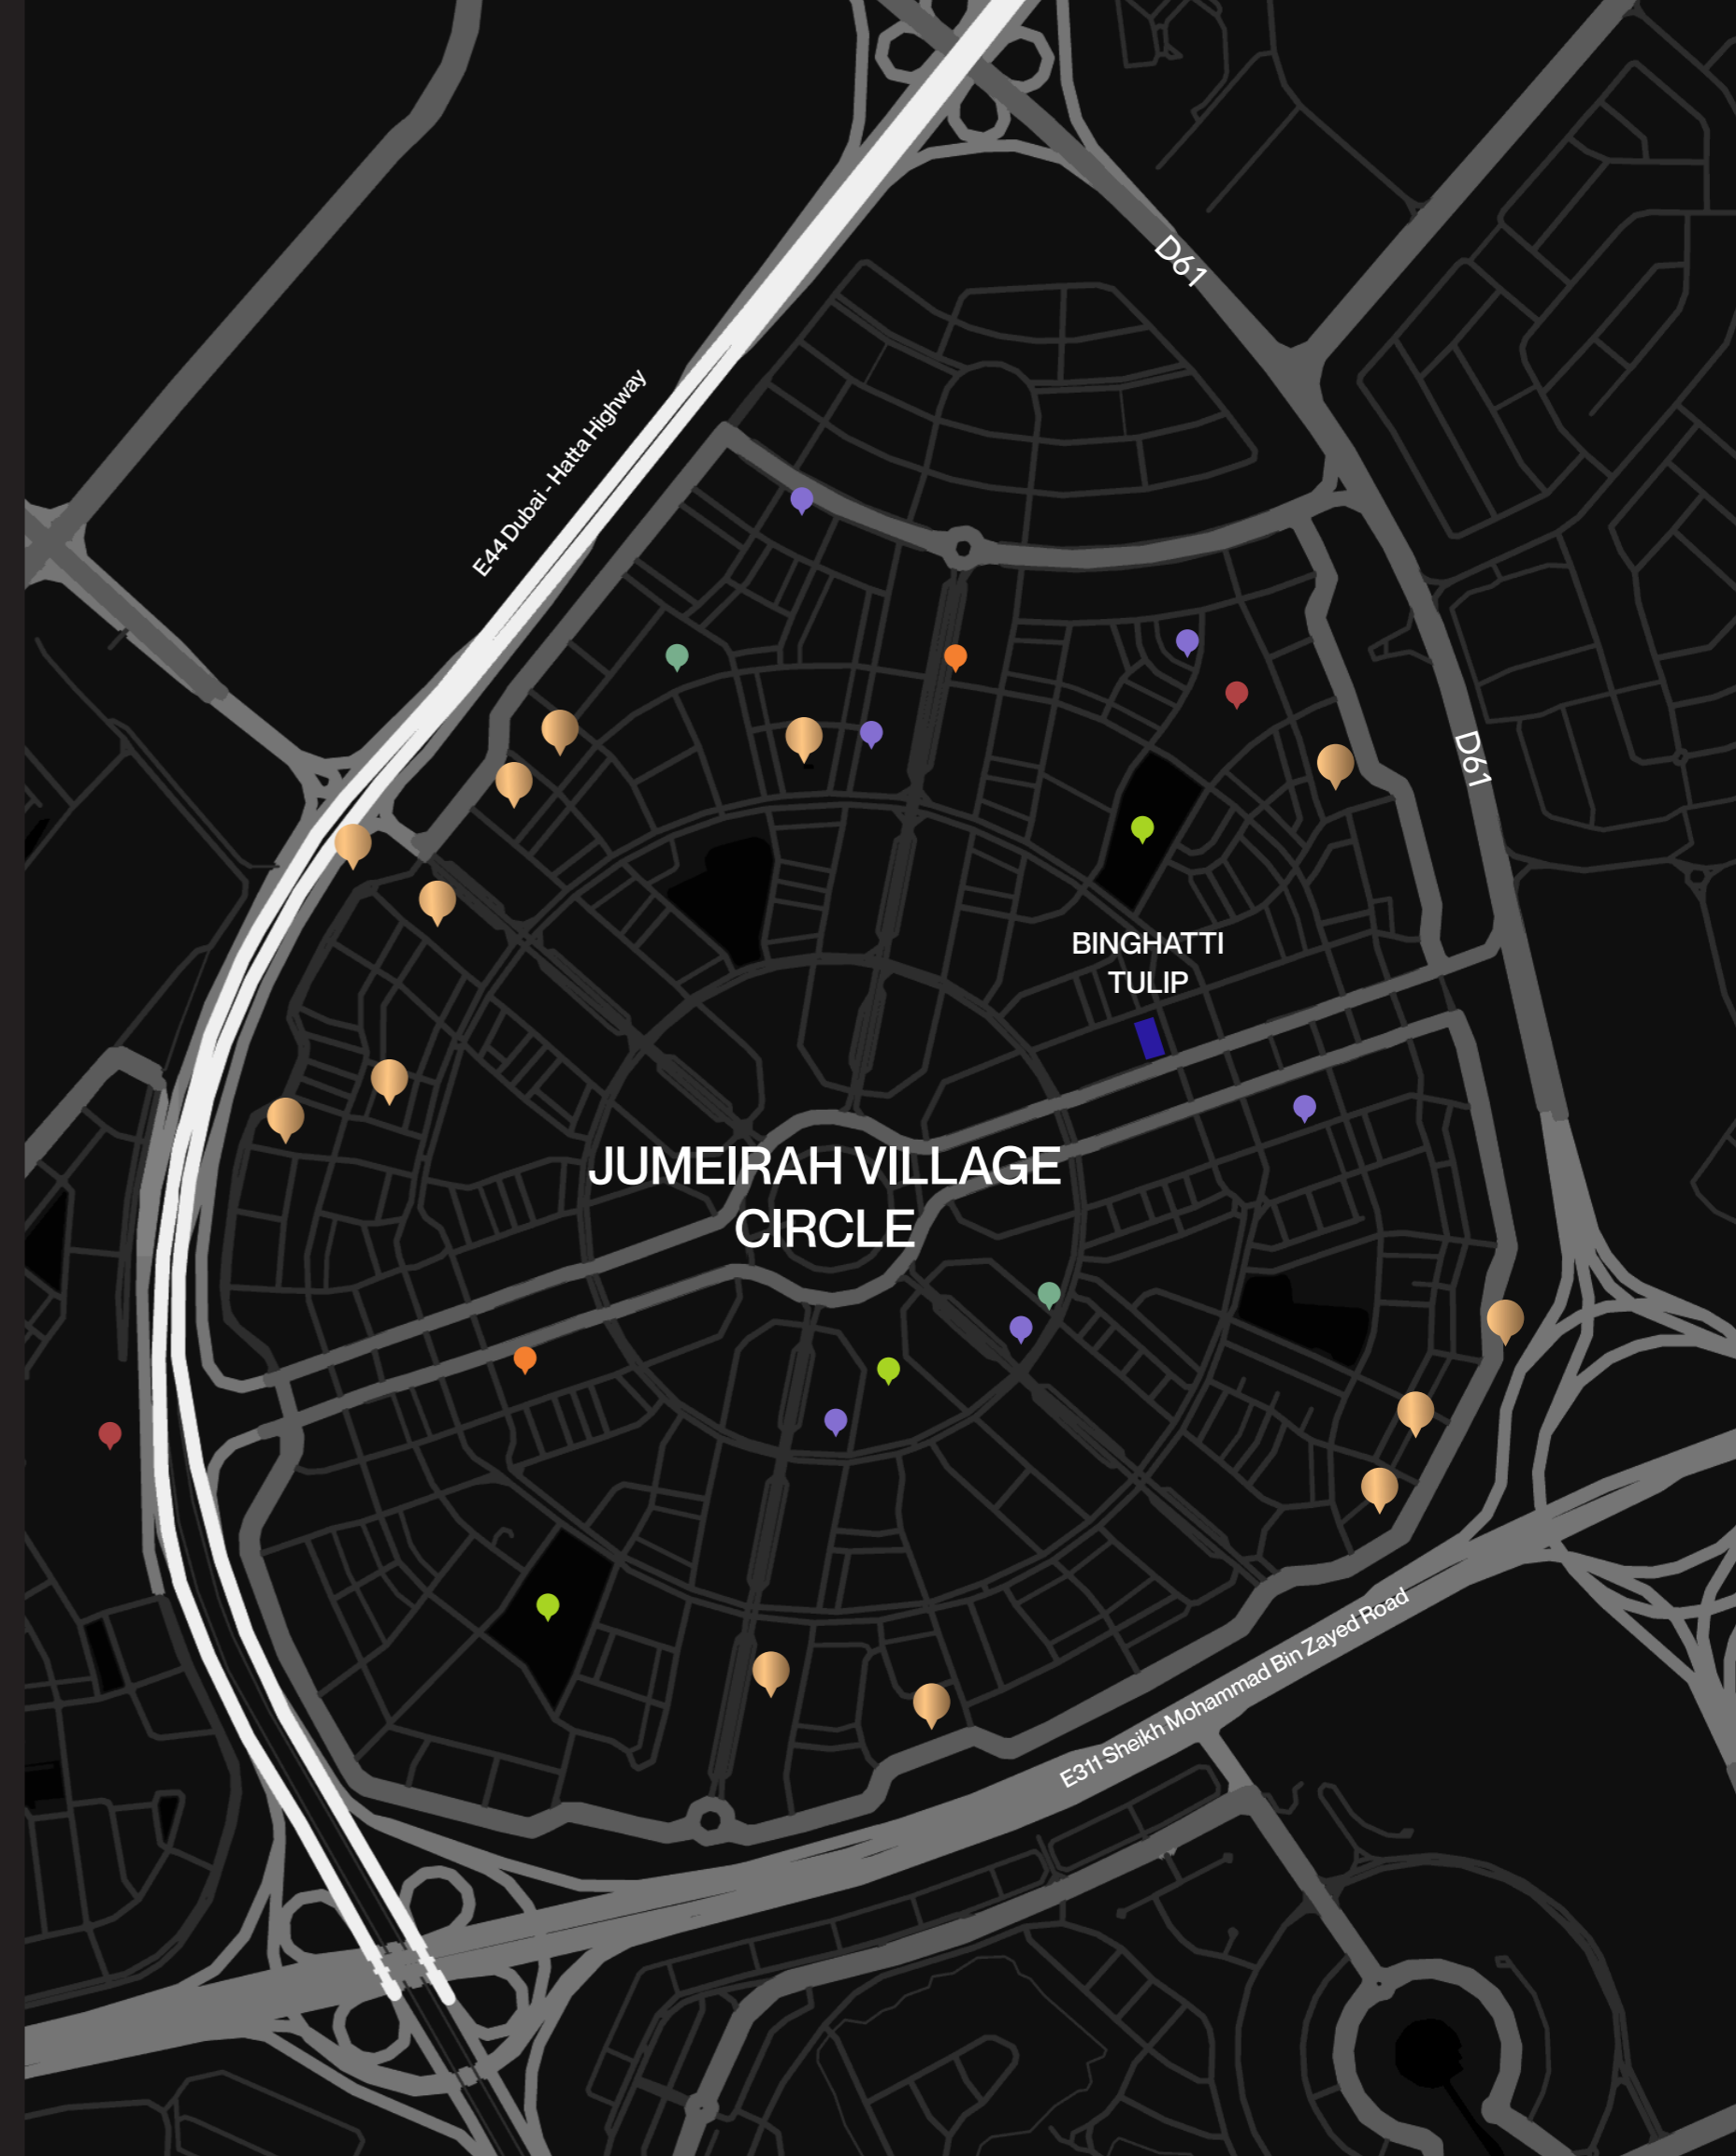 D61
E44 Dubai - Hatta Highway
D61
BINGHATTI
TULIP
JUMEIRAH VILLAGE
CIRCLE
E311 Sheikh Mohammad Bin Zayed Road